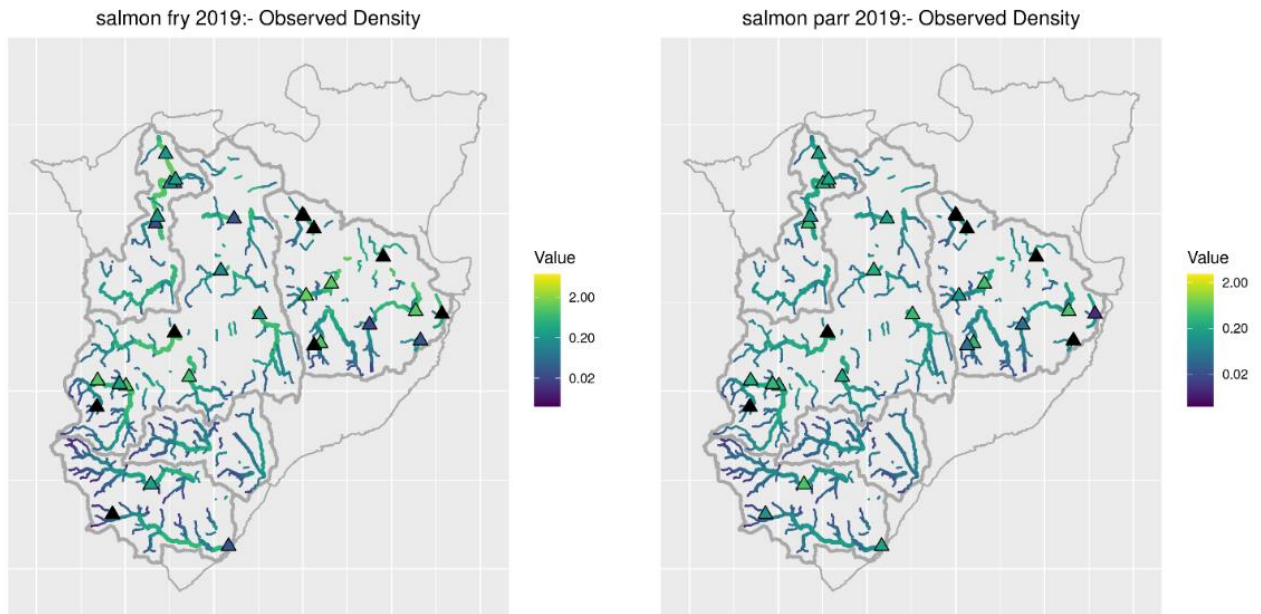 salmon fry 2019:- Observed Density
Value
2.00
0.20
0.02
salmon parr 2019:- Observed Density
Value
2.00
0.20
0.02